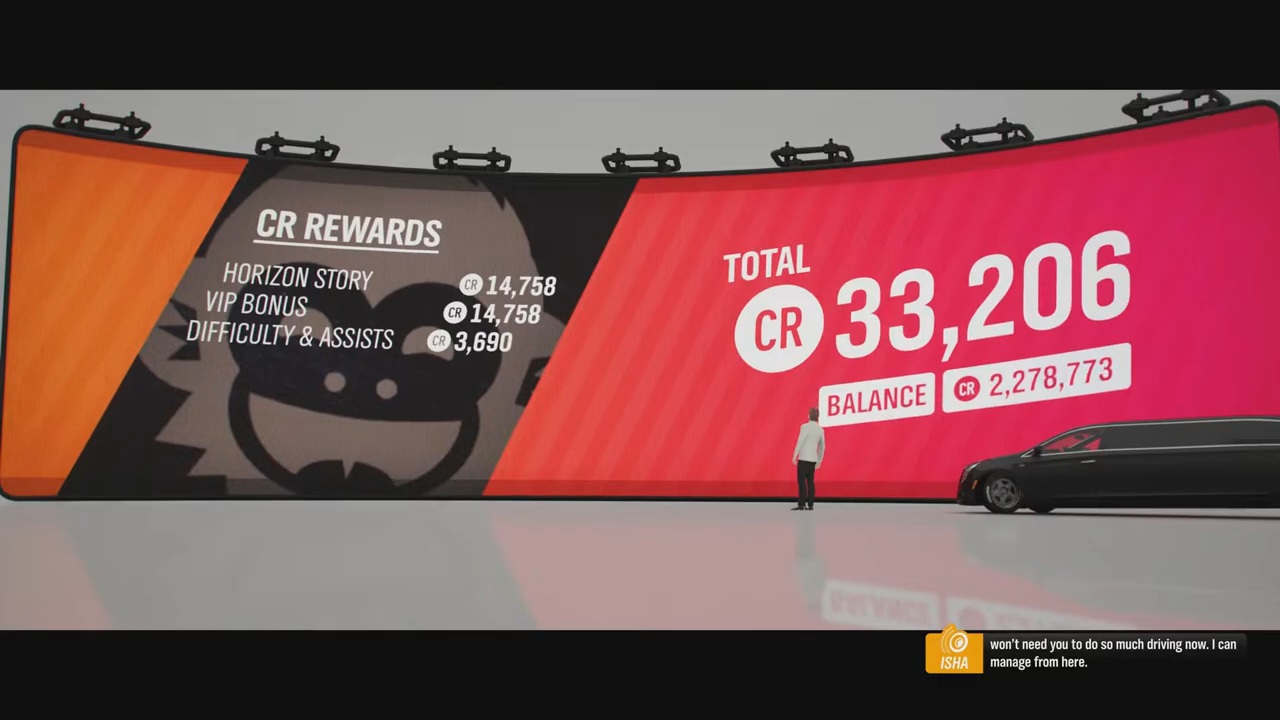 CR REWARDS
HORIZON STORY CR 14,758
VIP BONUS CR 14,758
DIFFICULTY & ASSISTS CR 3,690
TOTAL
CR 33,206
BALANCE CR 2,278,773
ISHA
won't need you to do so much driving now. I can
manage from here.